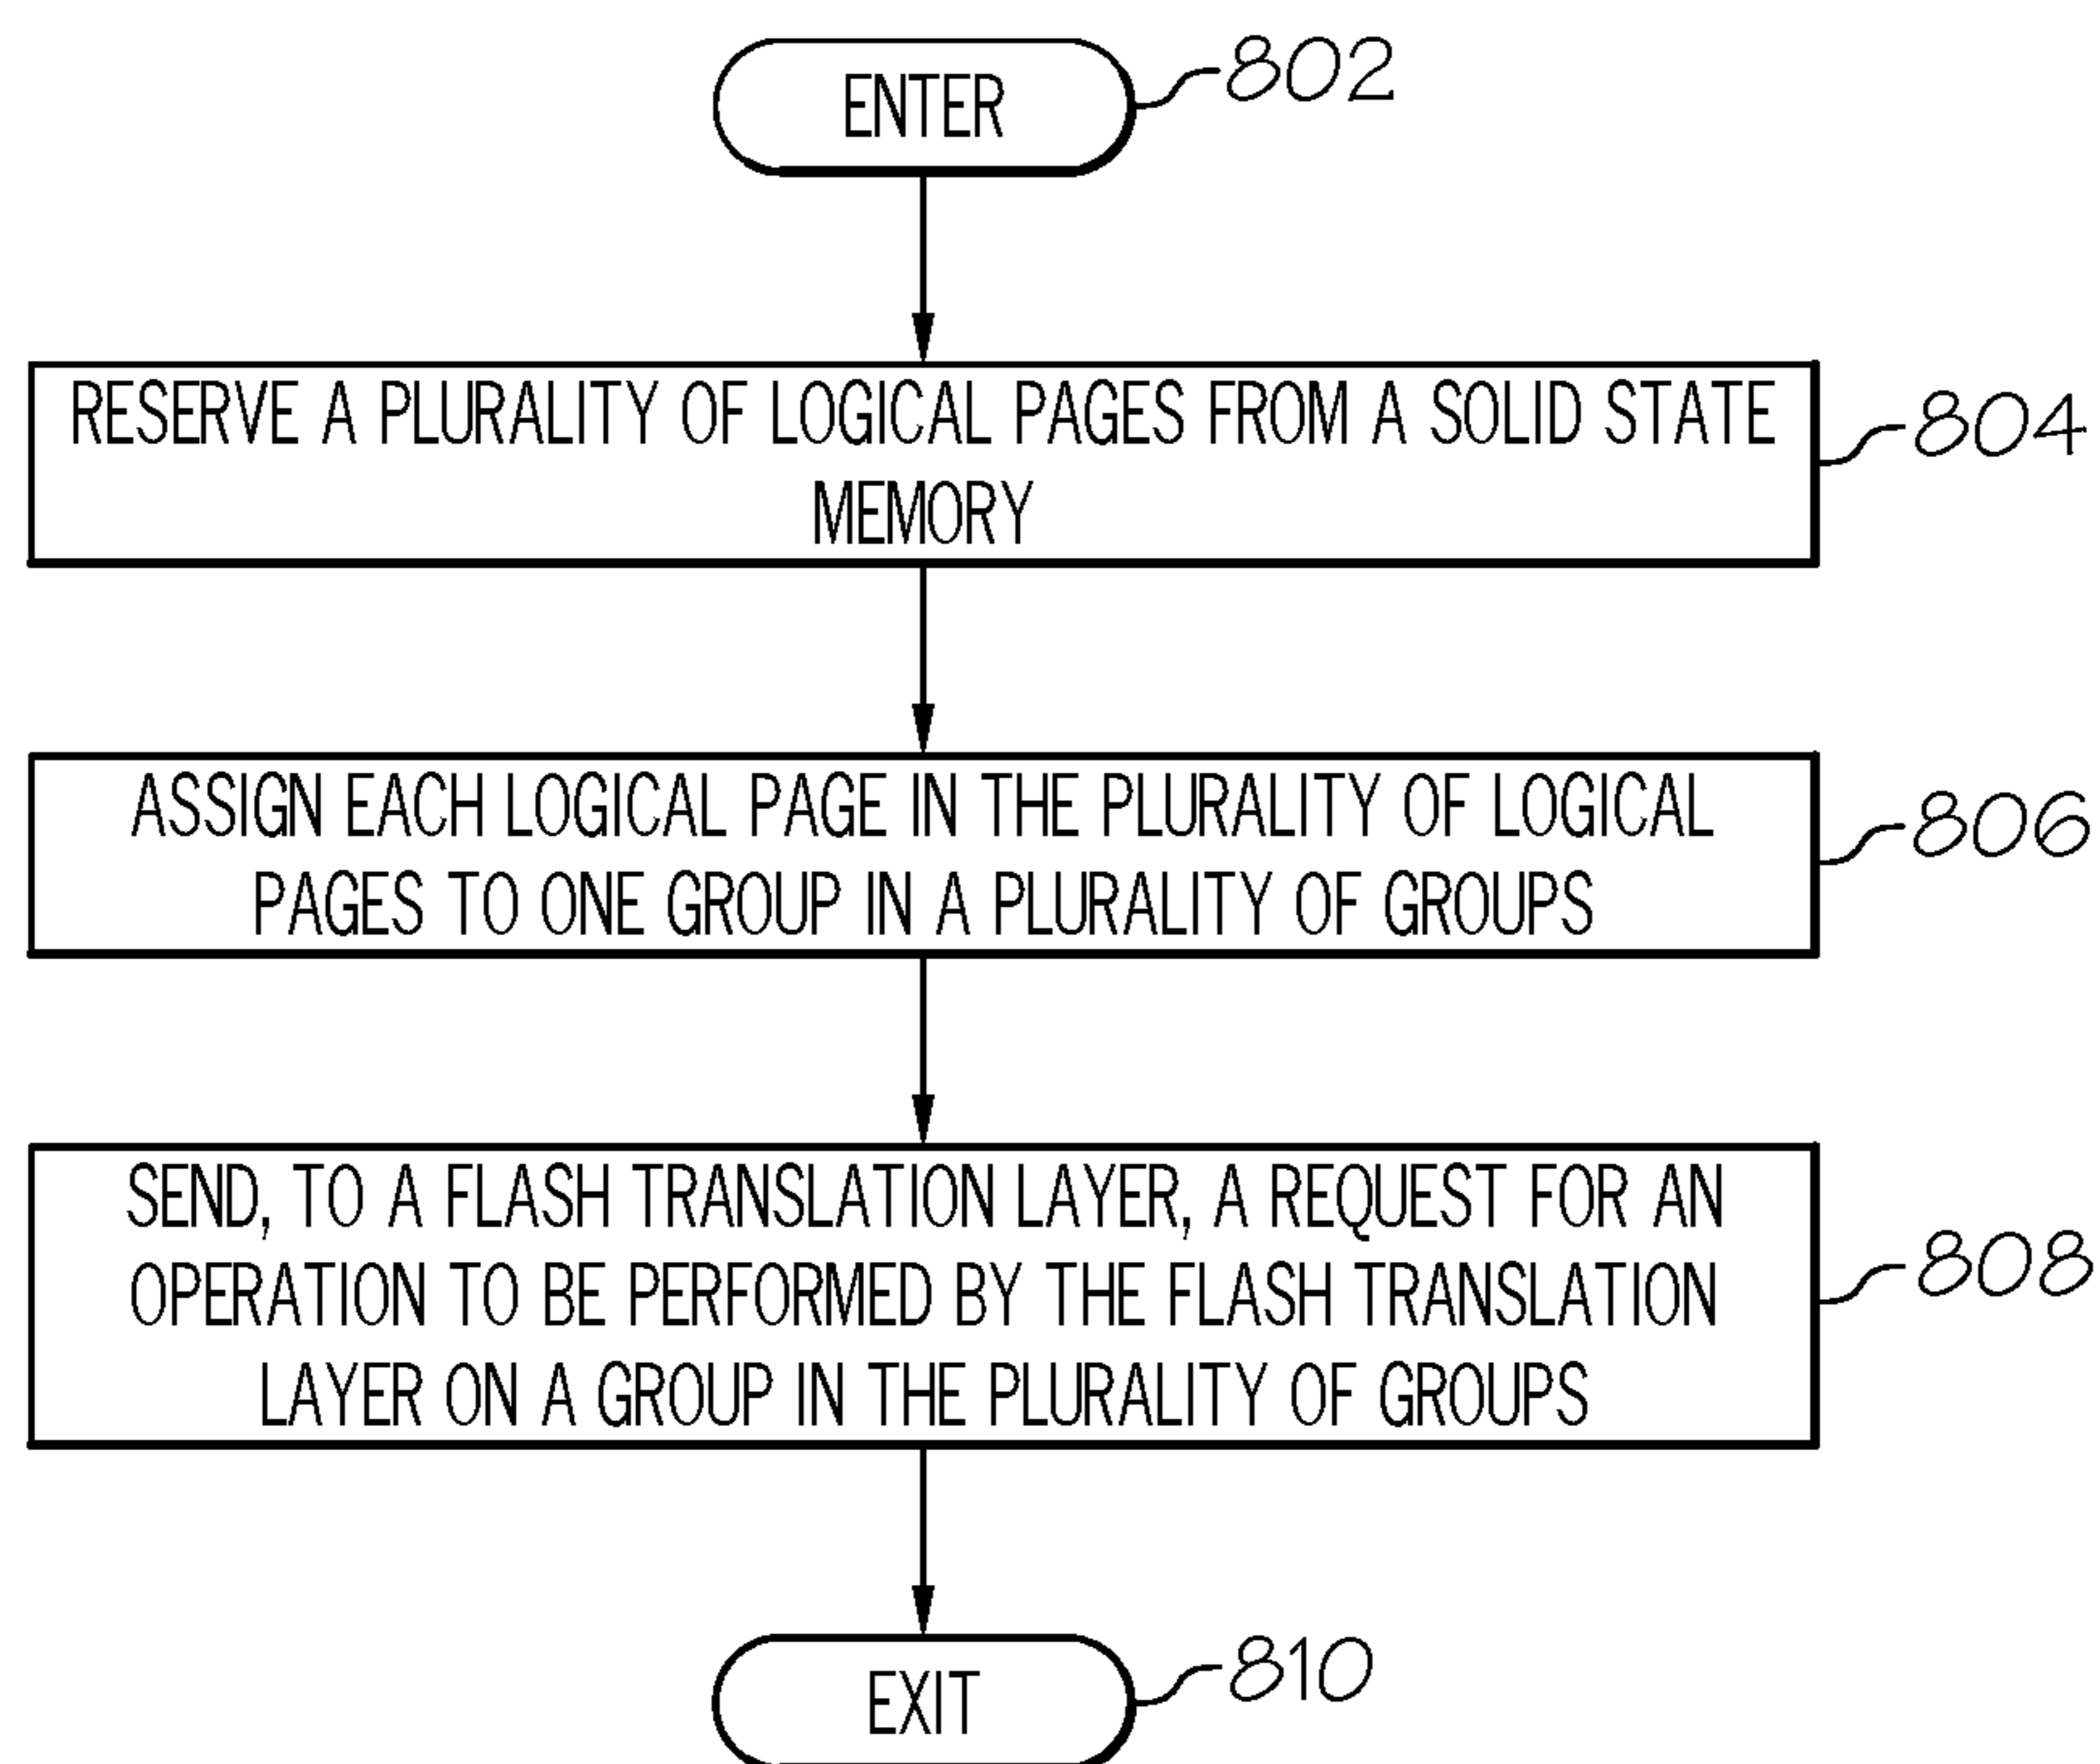 ENTER
802
RESERVE A PLURALITY OF LOGICAL PAGES FROM A SOLID STATE
MEMORY
804
ASSIGN EACH LOGICAL PAGE IN THE PLURALITY OF LOGICAL
PAGES TO ONE GROUP IN A PLURALITY OF GROUPS
806
SEND, TO A FLASH TRANSLATION LAYER, A REQUEST FOR AN
OPERATION TO BE PERFORMED BY THE FLASH TRANSLATION
LAYER ON A GROUP IN THE PLURALITY OF GROUPS
808
EXIT
810